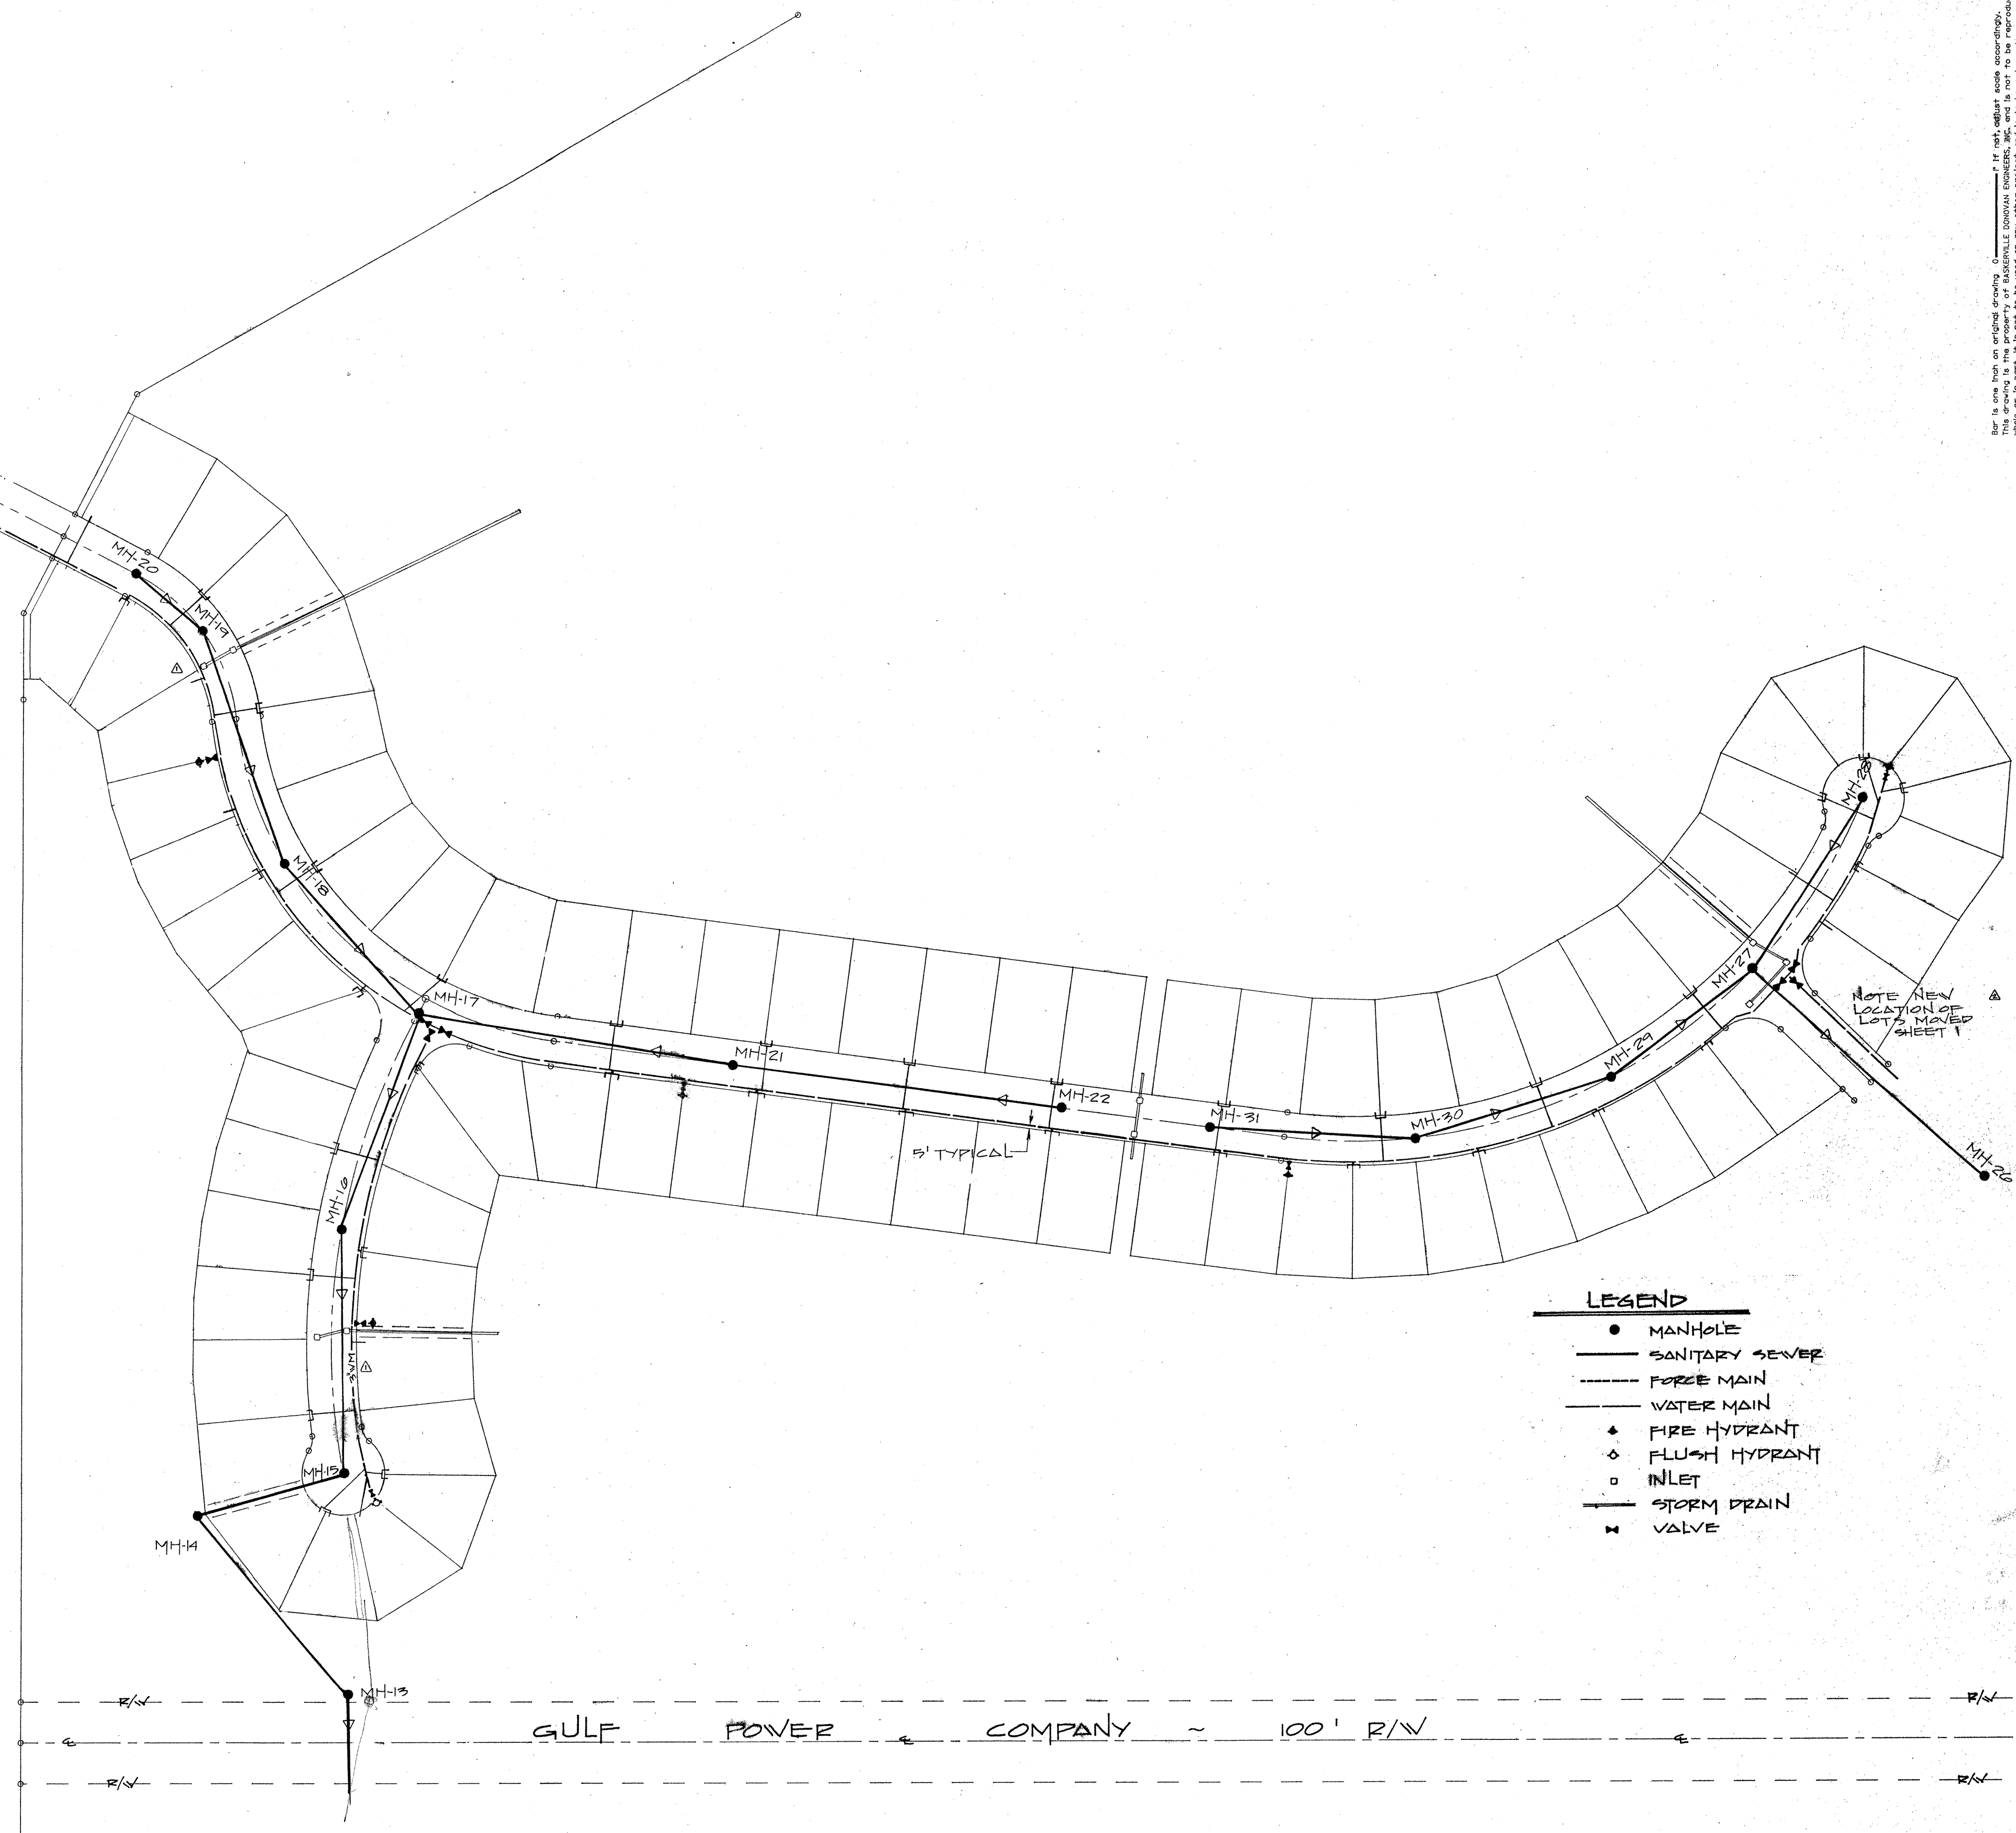 Bar is one inch on original drawing 0 1" If not, adjust scale accordingly.
This drawing is the property of BASKERVILLE DONOVAN ENGINEERS, INC. and is not to be reproduced
MH-20
MH-19
MH-18
MH-17
MH-21
MH-22
5' TYPICAL
MH-31
MH-30
MH-29
MH-27
MH-28
NOTE NEW
LOCATION OF
LOTS MOVED
SHEET 1
MH-26
MH-16
MH-15
MH-14
MH-13
LEGEND
MANHOLE
SANITARY SEWER
FORCE MAIN
WATER MAIN
FIRE HYDRANT
FLUSH HYDRANT
INLET
STORM DRAIN
VALVE
R/W
R/W
GULF POWER COMPANY ~ 100' R/W
R/W
R/W